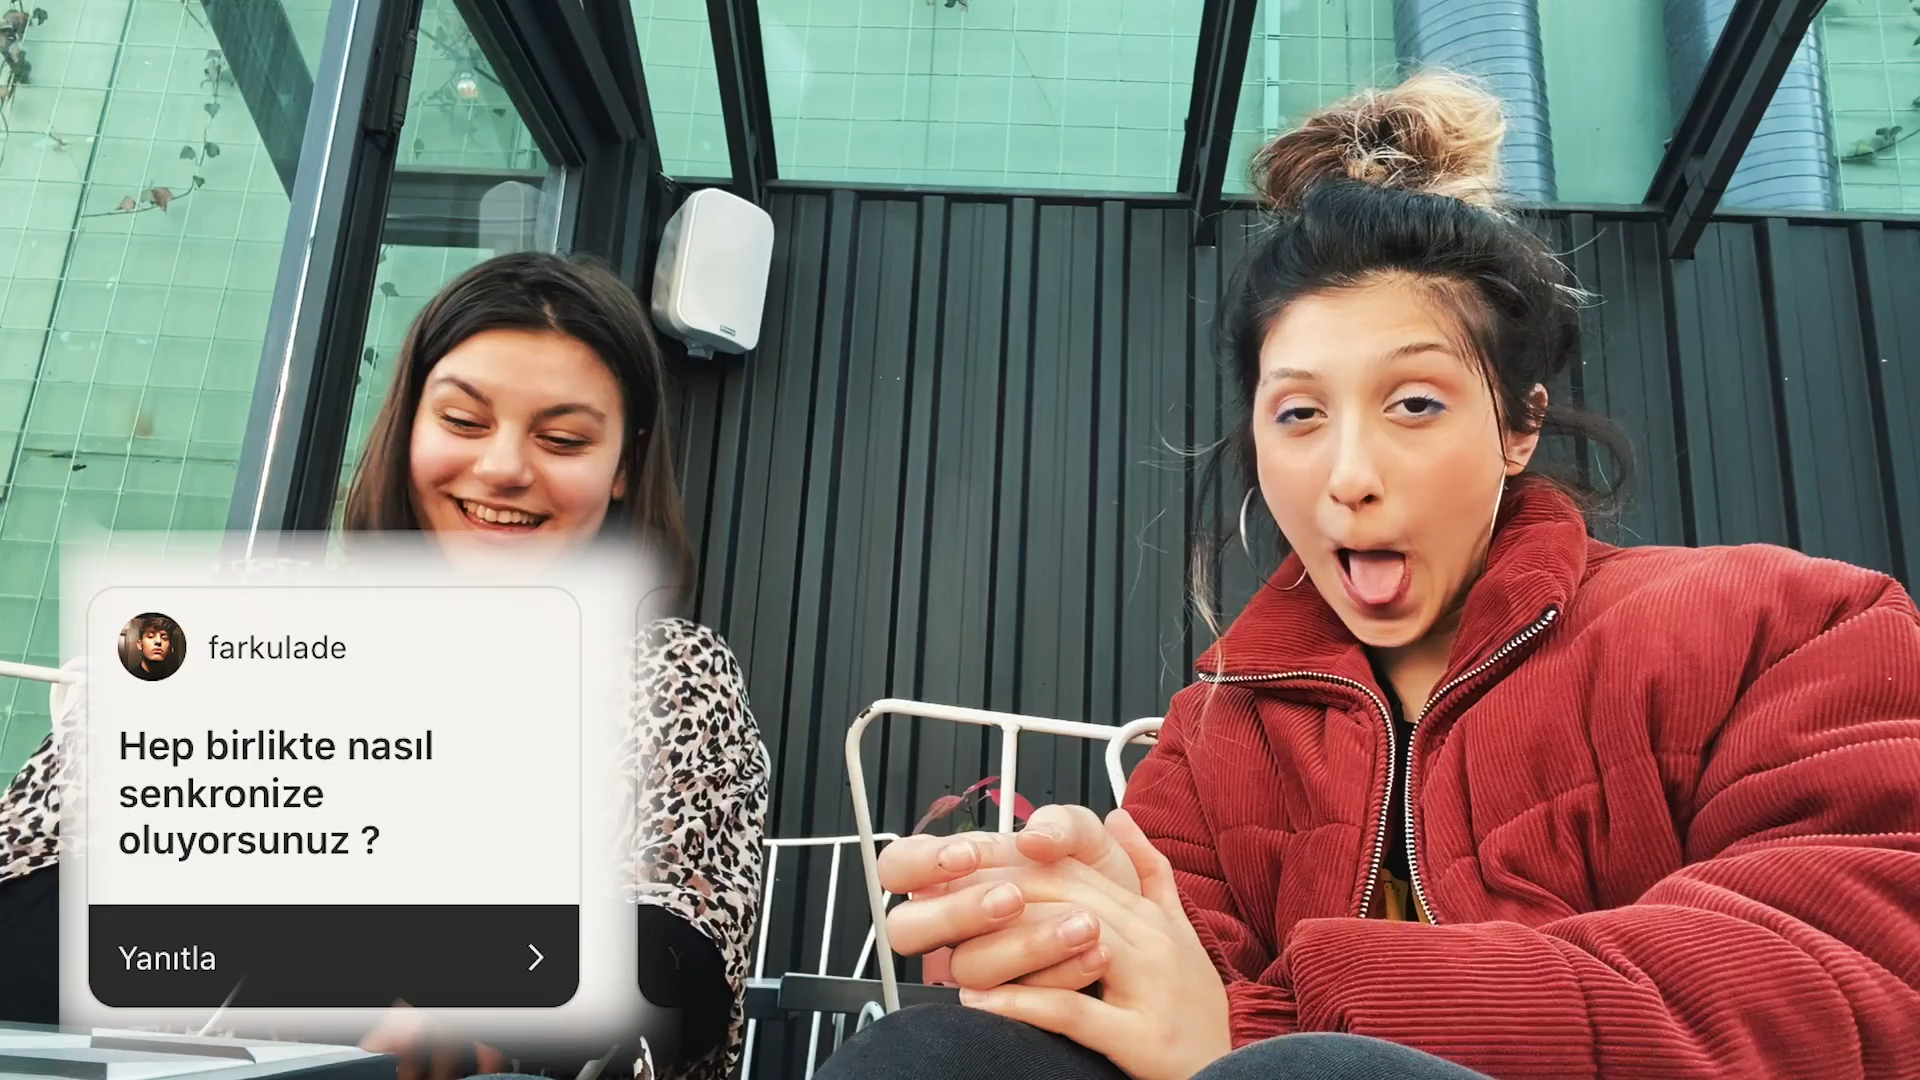 farkulade
Hep birlikte nasıl
senkronize
oluyorsunuz ?
Yanıtla